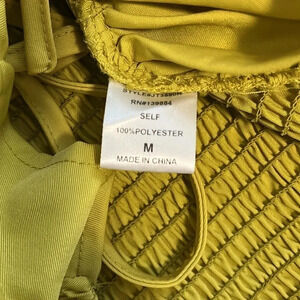 RN#139884
SELF
100%POLYESTER
M
MADE IN CHINA